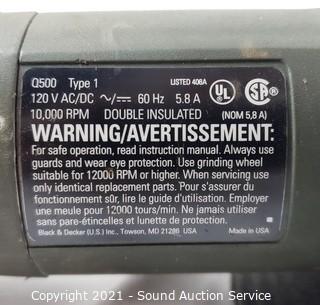 Q500 Type 1 LISTED 406A UL SA
120 V AC/DC ~/⎓ 60 Hz 5.8 A
10,000 RPM DOUBLE INSULATED (NOM 5,8 A)
WARNING/AVERTISSEMENT:
For safe operation, read instruction manual. Always use
guards and wear eye protection. Use grinding wheel
suitable for 12000 RPM or higher. When servicing use
only identical replacement parts. Pour s'assurer du
fonctionnement sûr, lire le guide d'utilisation. Employer
une meule pour 12000 tours/min. Ne jamais utiliser
sans pare-étincelles et lunette de protection.
Black & Decker (U.S.) Inc., Towson, MD 21286 USA MADE IN USA
Copyright 2021 - Sound Auction Service